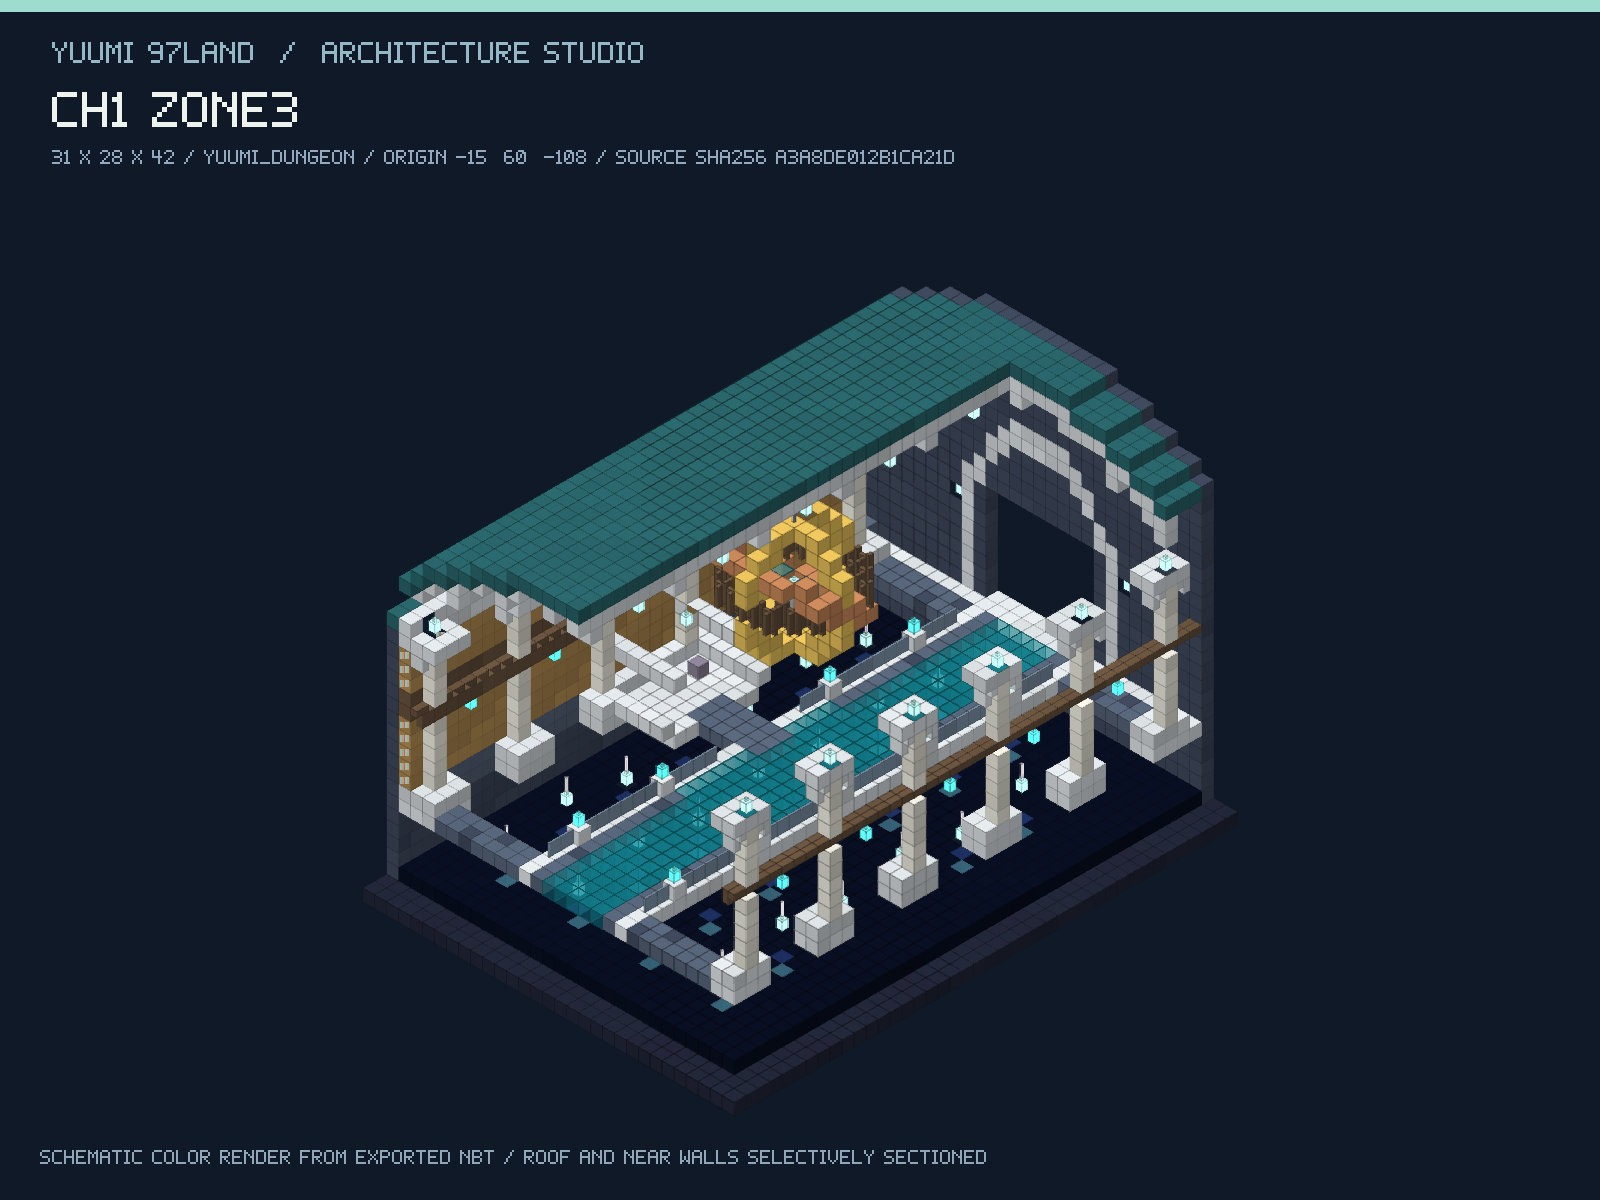 YUUMI 97LAND / ARCHITECTURE STUDIO
CH1 ZONE3
31 X 28 X 42 / YUUMI_DUNGEON / ORIGIN -15 60 -108 / SOURCE SHA256 A3A8DE012B1CA21D
SCHEMATIC COLOR RENDER FROM EXPORTED NBT / ROOF AND NEAR WALLS SELECTIVELY SECTIONED